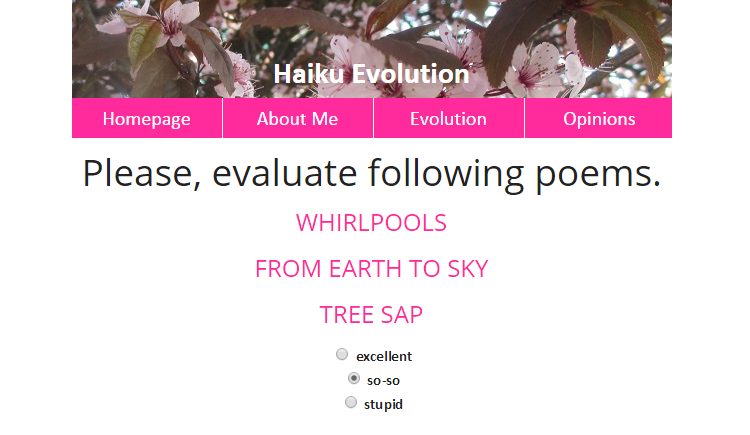 Haiku Evolution
Homepage About Me Evolution Opinions
Please, evaluate following poems.
WHIRLPOOLS
FROM EARTH TO SKY
TREE SAP
excellent
so-so
stupid